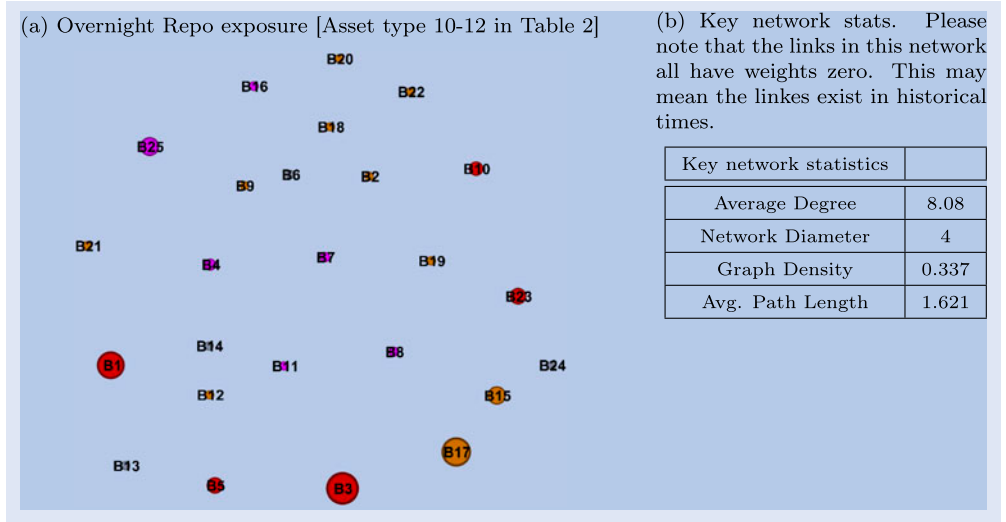 (a) Overnight Repo exposure [Asset type 10-12 in Table 2]
B20
B16
B22
B18
B25
B6
B2
B10
B9
B21
B4
B7
B19
B23
B14
B8
B1
B11
B24
B12
B15
B17
B13
B5
B3
(b) Key network stats. Please
note that the links in this network
all have weights zero. This may
mean the linkes exist in historical
times.
Key network statistics
Average Degree 8.08
Network Diameter 4
Graph Density 0.337
Avg. Path Length 1.621